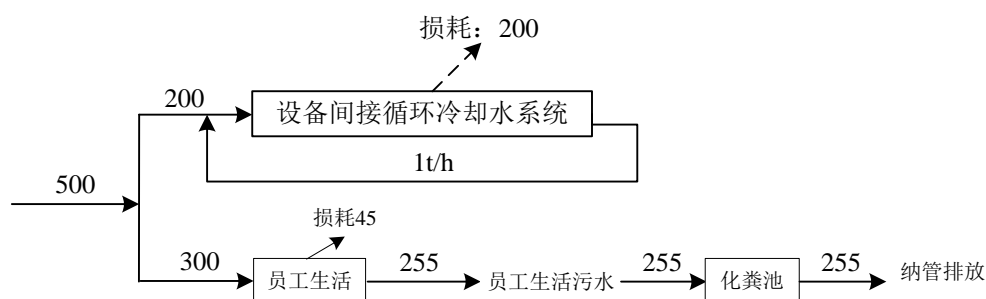 损耗：200
200
设备间接循环冷却水系统
1t/h
500
损耗45
300
员工生活
255
员工生活污水
255
化粪池
255
纳管排放